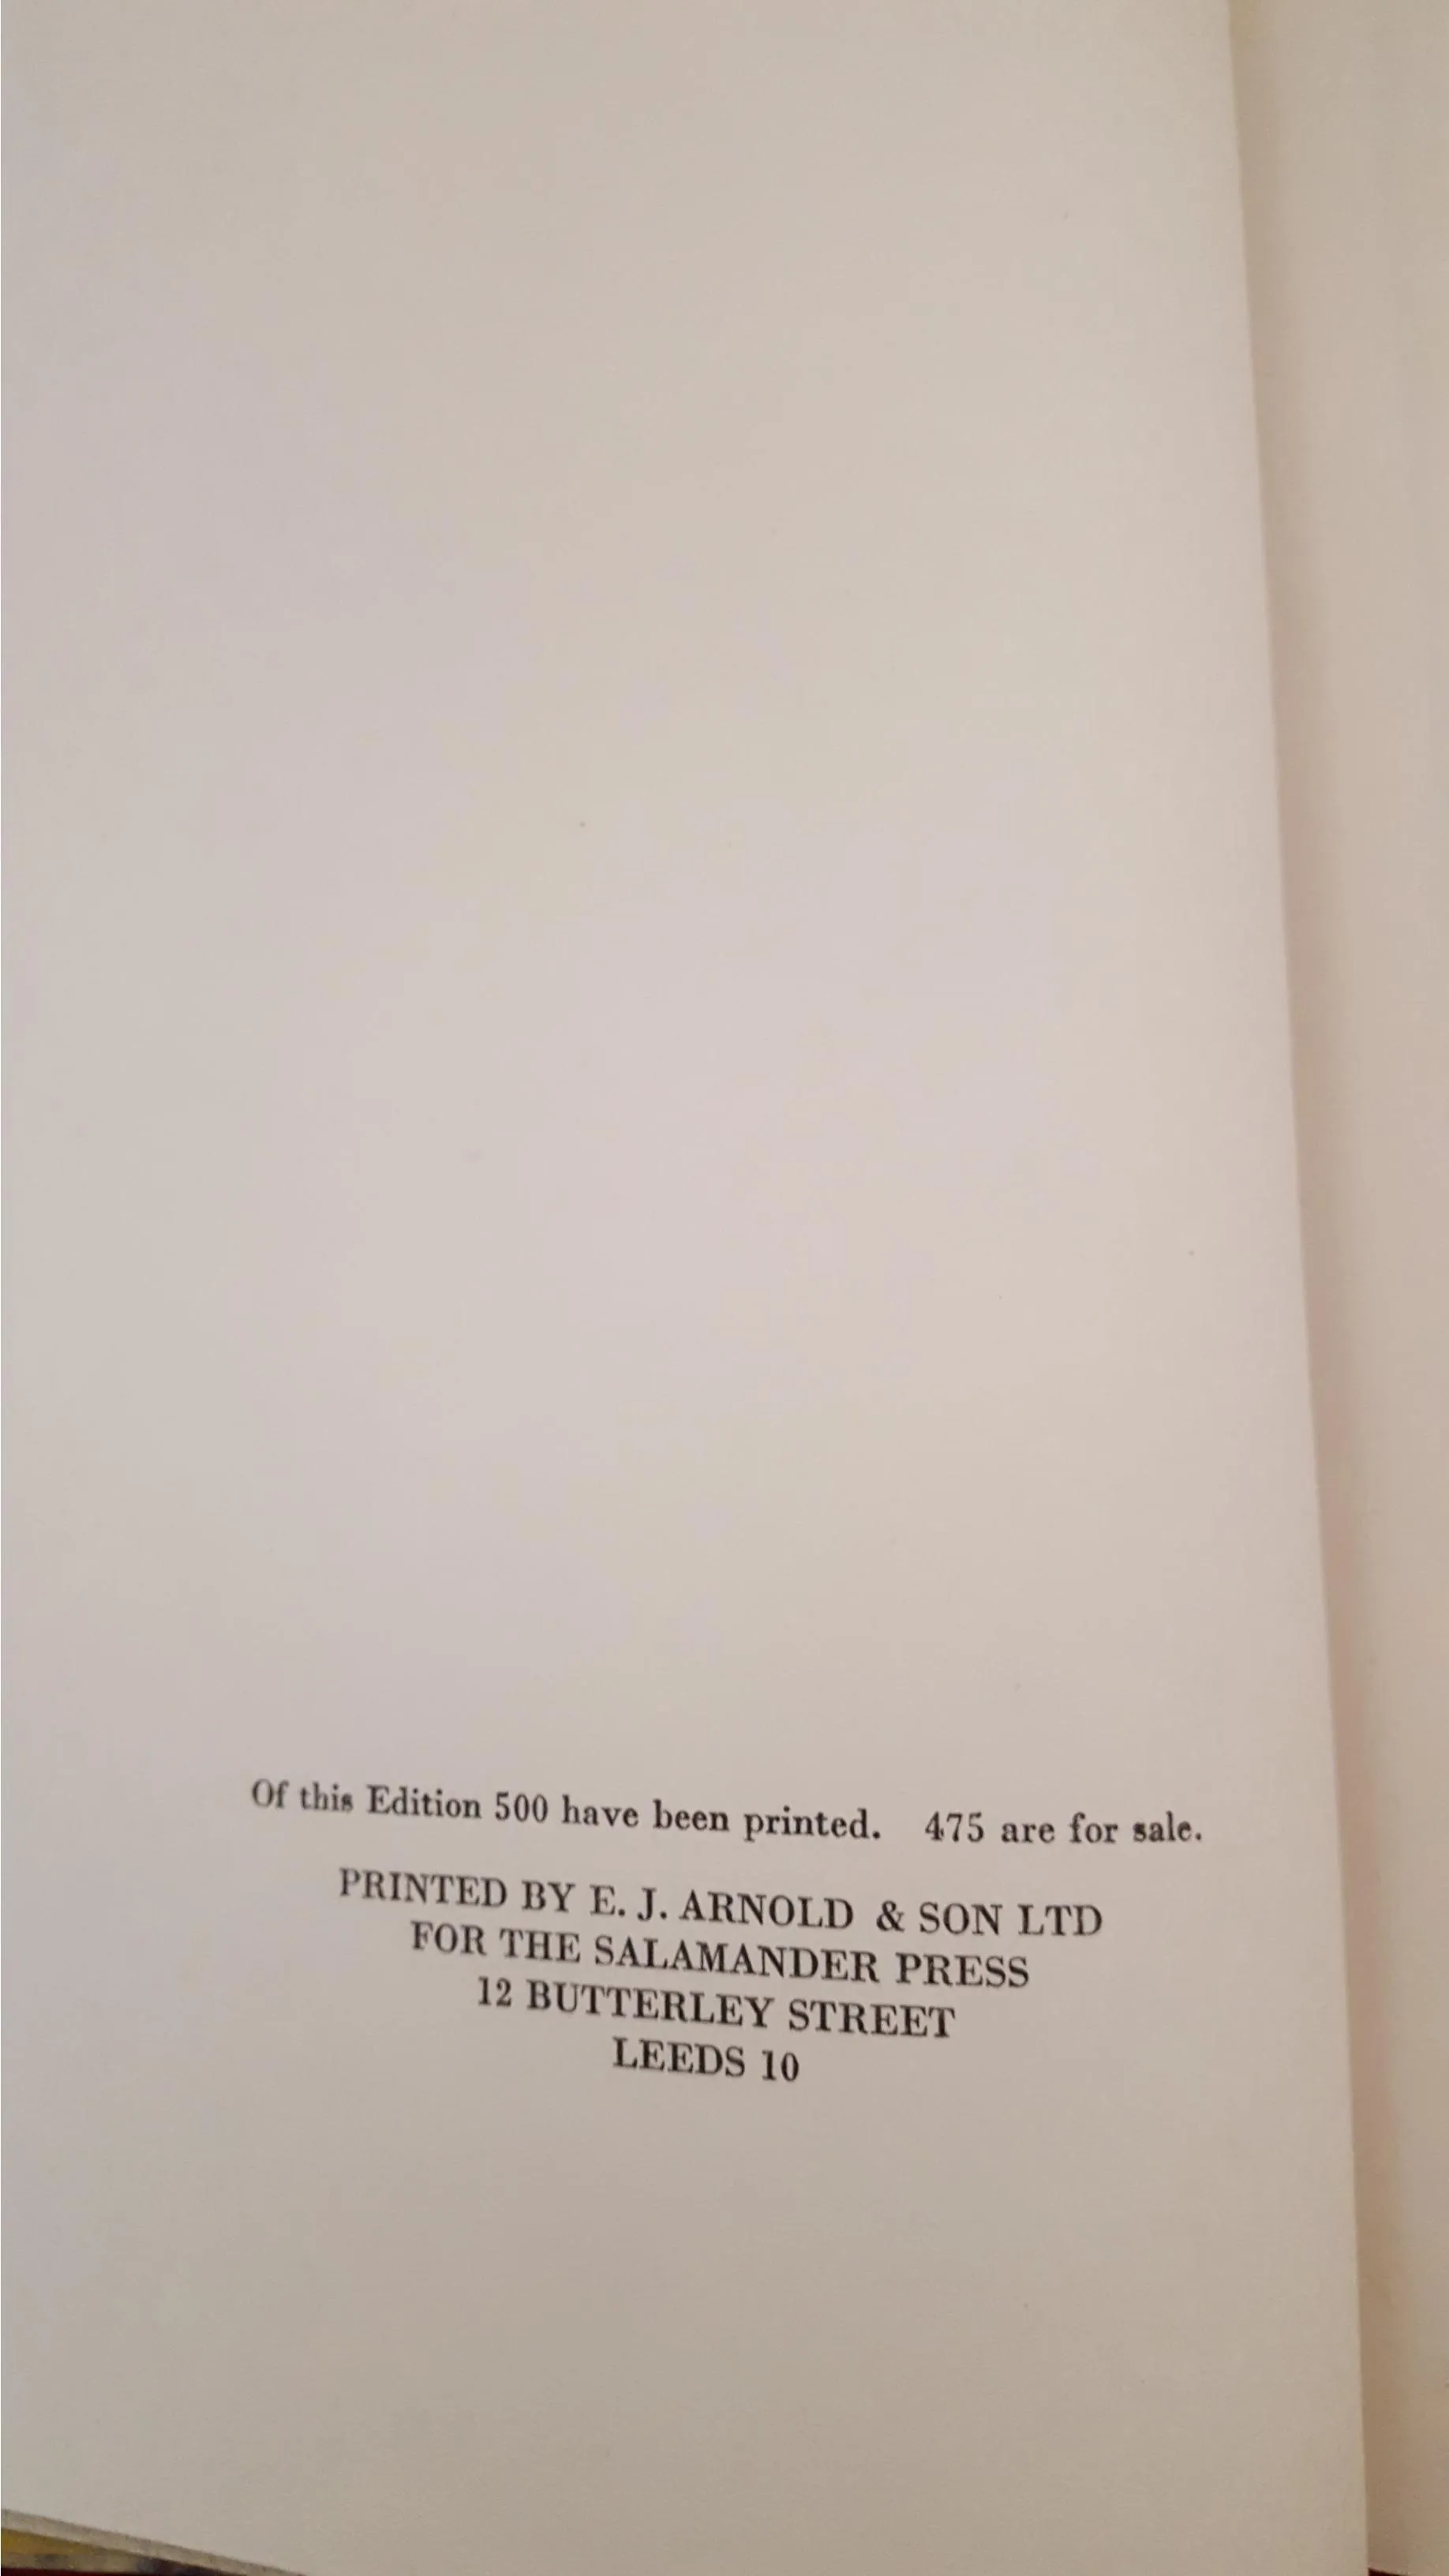 Of this Edition 500 have been printed. 475 are for sale.
PRINTED BY E. J. ARNOLD & SON LTD
FOR THE SALAMANDER PRESS
12 BUTTERLEY STREET
LEEDS 10